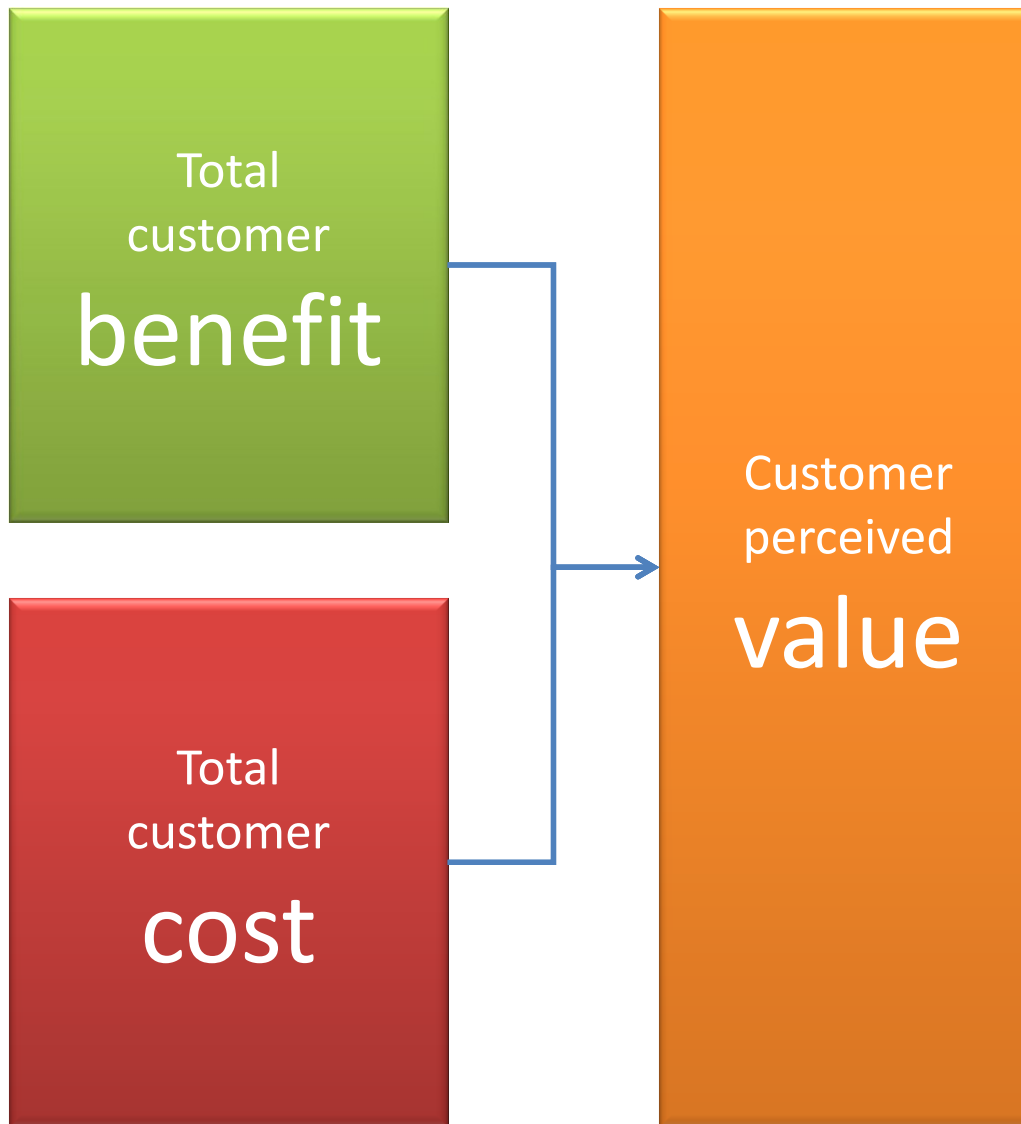 Total
customer
benefit
Total
customer
cost
Customer
perceived
value